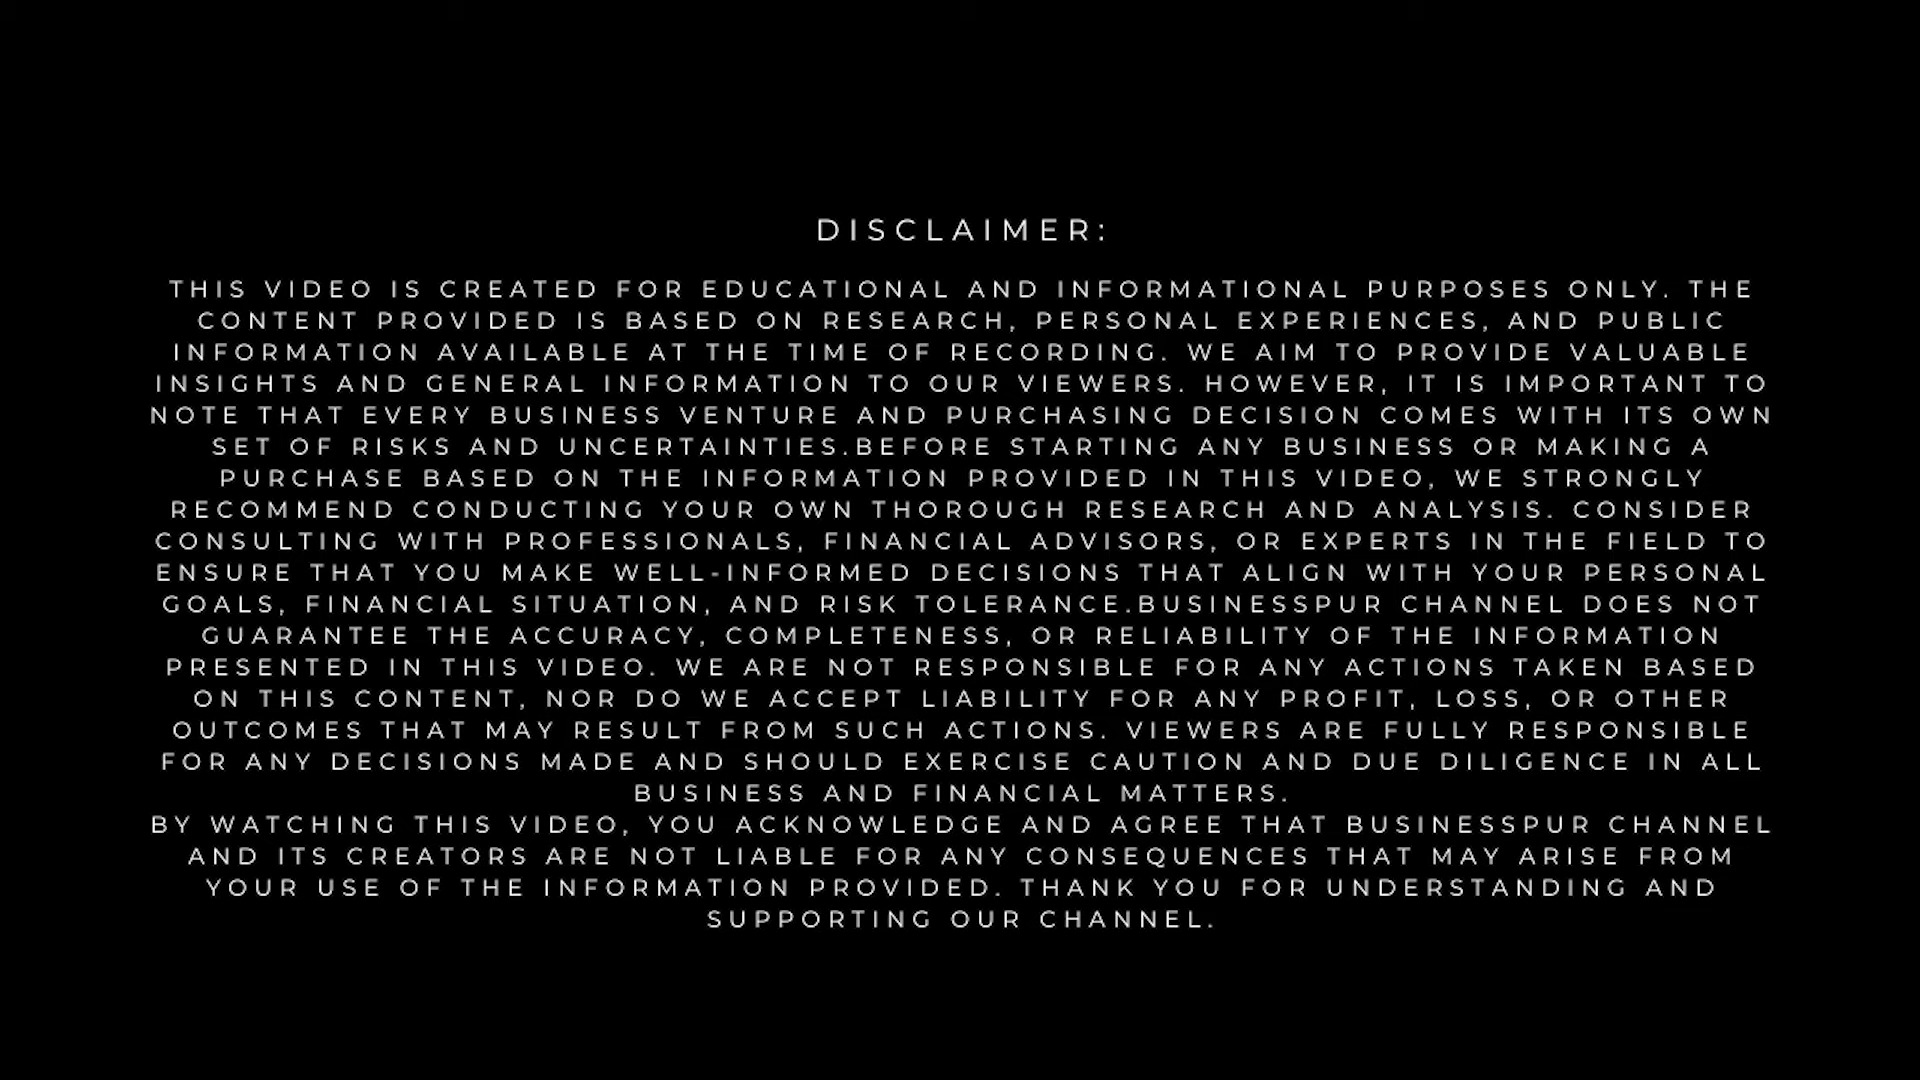 DISCLAIMER:
THIS VIDEO IS CREATED FOR EDUCATIONAL AND INFORMATIONAL PURPOSES ONLY. THE
CONTENT PROVIDED IS BASED ON RESEARCH, PERSONAL EXPERIENCES, AND PUBLIC
INFORMATION AVAILABLE AT THE TIME OF RECORDING. WE AIM TO PROVIDE VALUABLE
INSIGHTS AND GENERAL INFORMATION TO OUR VIEWERS. HOWEVER, IT IS IMPORTANT TO
NOTE THAT EVERY BUSINESS VENTURE AND PURCHASING DECISION COMES WITH ITS OWN
SET OF RISKS AND UNCERTAINTIES.BEFORE STARTING ANY BUSINESS OR MAKING A
PURCHASE BASED ON THE INFORMATION PROVIDED IN THIS VIDEO, WE STRONGLY
RECOMMEND CONDUCTING YOUR OWN THOROUGH RESEARCH AND ANALYSIS. CONSIDER
CONSULTING WITH PROFESSIONALS, FINANCIAL ADVISORS, OR EXPERTS IN THE FIELD TO
ENSURE THAT YOU MAKE WELL-INFORMED DECISIONS THAT ALIGN WITH YOUR PERSONAL
GOALS, FINANCIAL SITUATION, AND RISK TOLERANCE.BUSINESSPUR CHANNEL DOES NOT
GUARANTEE THE ACCURACY, COMPLETENESS, OR RELIABILITY OF THE INFORMATION
PRESENTED IN THIS VIDEO. WE ARE NOT RESPONSIBLE FOR ANY ACTIONS TAKEN BASED
ON THIS CONTENT, NOR DO WE ACCEPT LIABILITY FOR ANY PROFIT, LOSS, OR OTHER
OUTCOMES THAT MAY RESULT FROM SUCH ACTIONS. VIEWERS ARE FULLY RESPONSIBLE
FOR ANY DECISIONS MADE AND SHOULD EXERCISE CAUTION AND DUE DILIGENCE IN ALL
BUSINESS AND FINANCIAL MATTERS.
BY WATCHING THIS VIDEO, YOU ACKNOWLEDGE AND AGREE THAT BUSINESSPUR CHANNEL
AND ITS CREATORS ARE NOT LIABLE FOR ANY CONSEQUENCES THAT MAY ARISE FROM
YOUR USE OF THE INFORMATION PROVIDED. THANK YOU FOR UNDERSTANDING AND
SUPPORTING OUR CHANNEL.